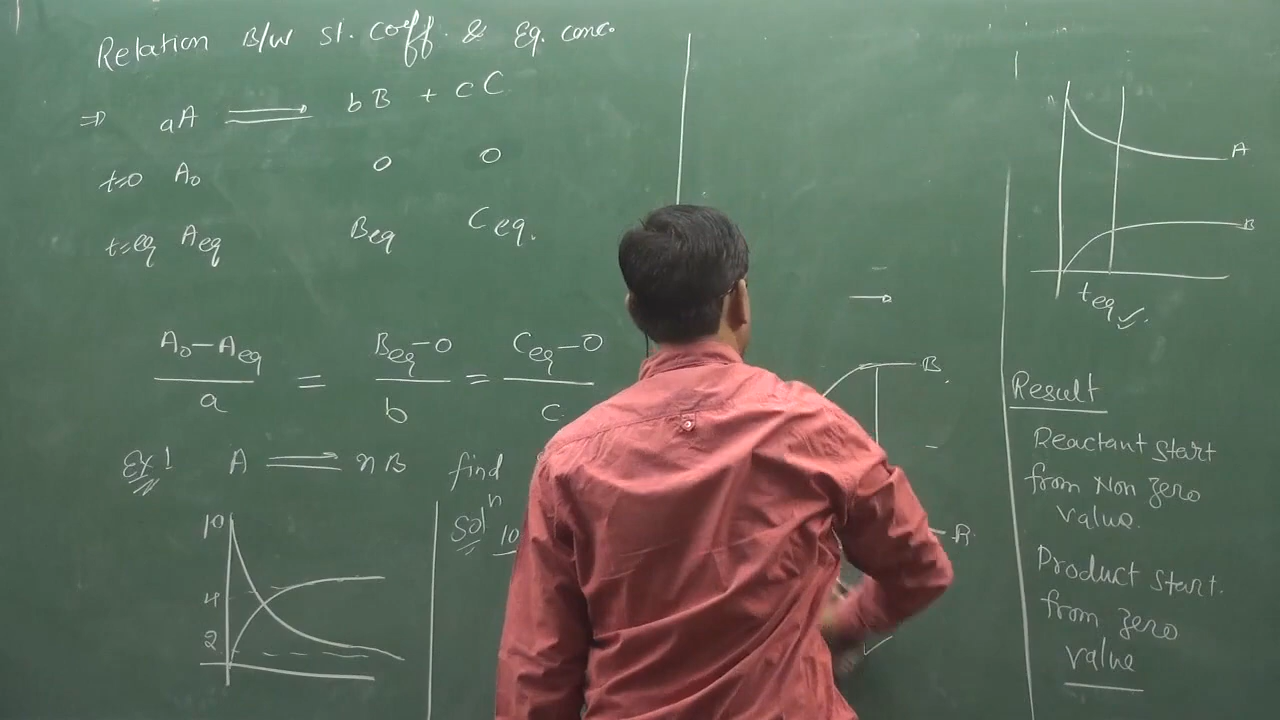 Relation B/w st. coeff. & Eq. conc.
⇒ aA ⇌ bB + cC
t=0 A₀ 0 0
t=eq Aeq Beq Ceq.
A₀-Aeq / a = Beq-0 / b = Ceq-0 / c
Ex! A ⇌ nB find
Solⁿ 10
10
4
2
B
A
B
teq ✓
Result
Reactant start
from Non zero
value.
Product start.
from zero
value